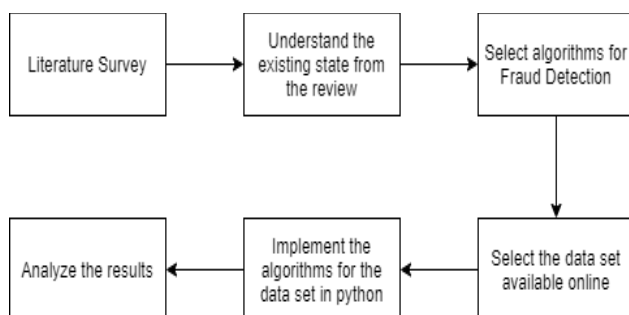 Literature Survey
Understand the
existing state from
the review
Select algorithms for
Fraud Detection
Select the data set
available online
Implement the
algorithms for the
data set in python
Analyze the results